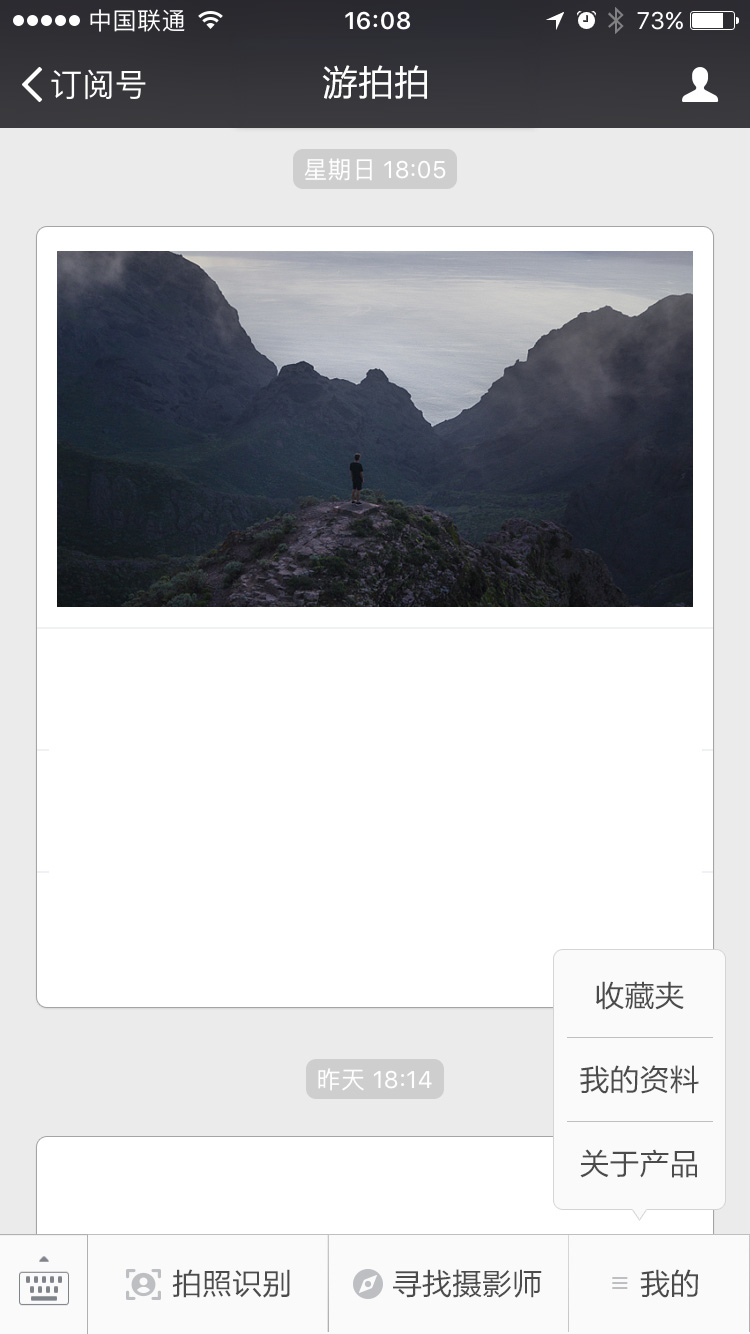 中国联通 16:08 73%
订阅号 游拍拍
星期日 18:05
收藏夹
我的资料
昨天 18:14
关于产品
拍照识别 寻找摄影师 我的